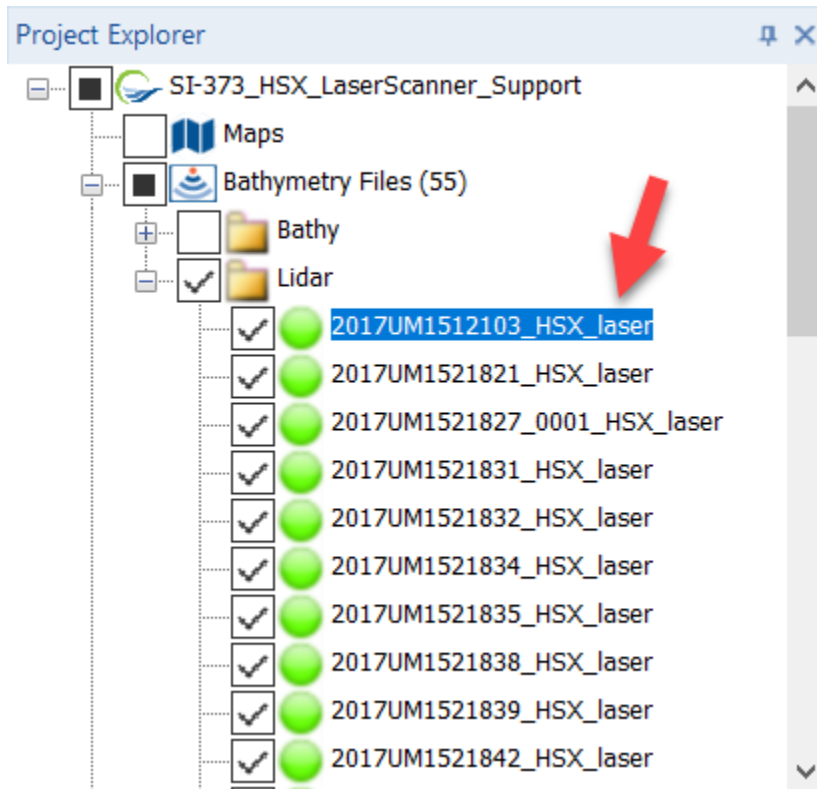 Project Explorer
SI-373_HSX_LaserScanner_Support
Maps
Bathymetry Files (55)
Bathy
Lidar
2017UM1512103_HSX_laser
2017UM1521821_HSX_laser
2017UM1521827_0001_HSX_laser
2017UM1521831_HSX_laser
2017UM1521832_HSX_laser
2017UM1521834_HSX_laser
2017UM1521835_HSX_laser
2017UM1521838_HSX_laser
2017UM1521839_HSX_laser
2017UM1521842_HSX_laser